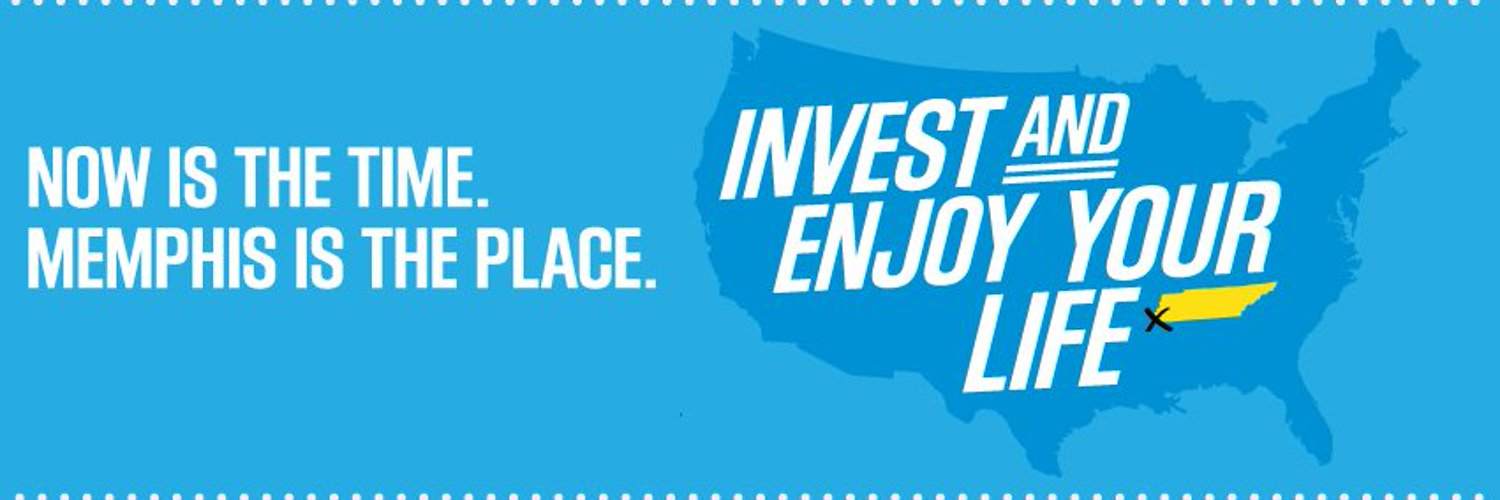 NOW IS THE TIME.
MEMPHIS IS THE PLACE.
INVEST AND
ENJOY YOUR
LIFE